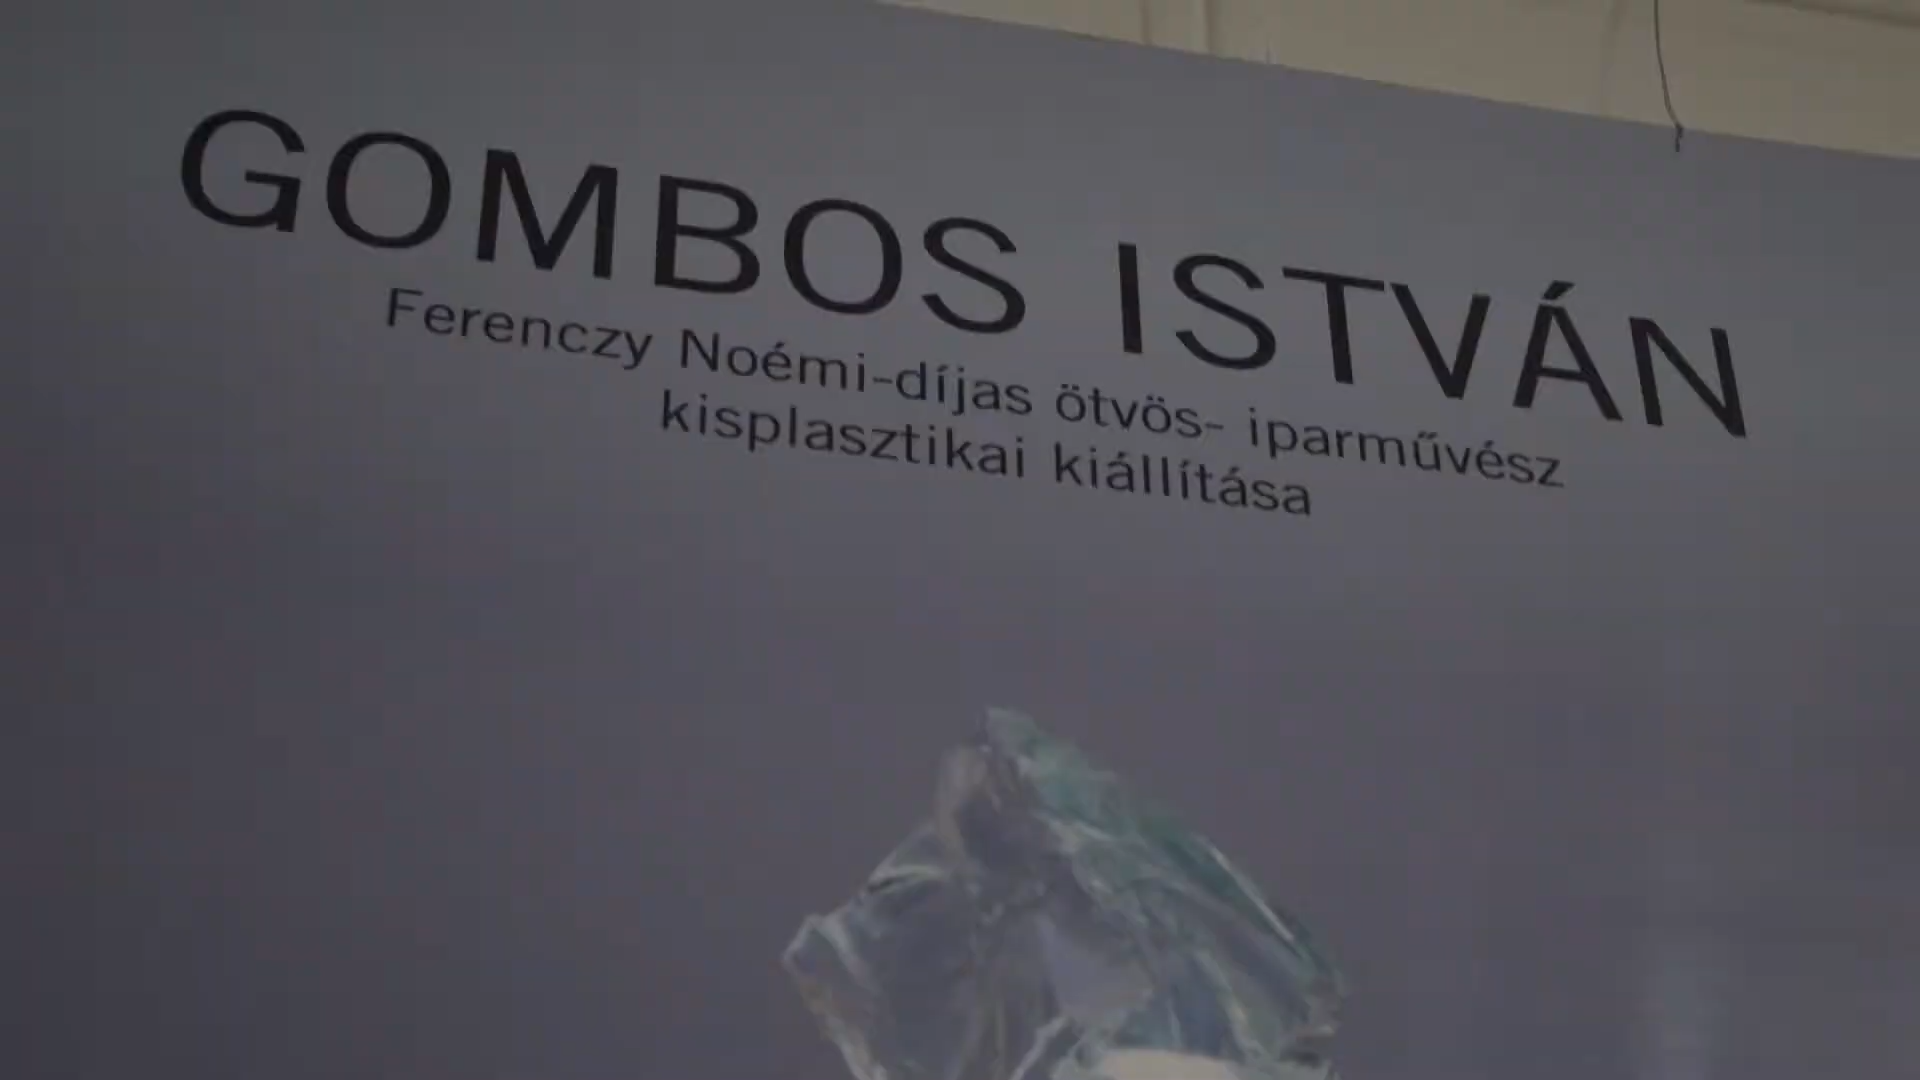 GOMBOS ISTVÁN
Ferenczy Noémi-díjas ötvös- iparművész
kisplasztikai kiállítása